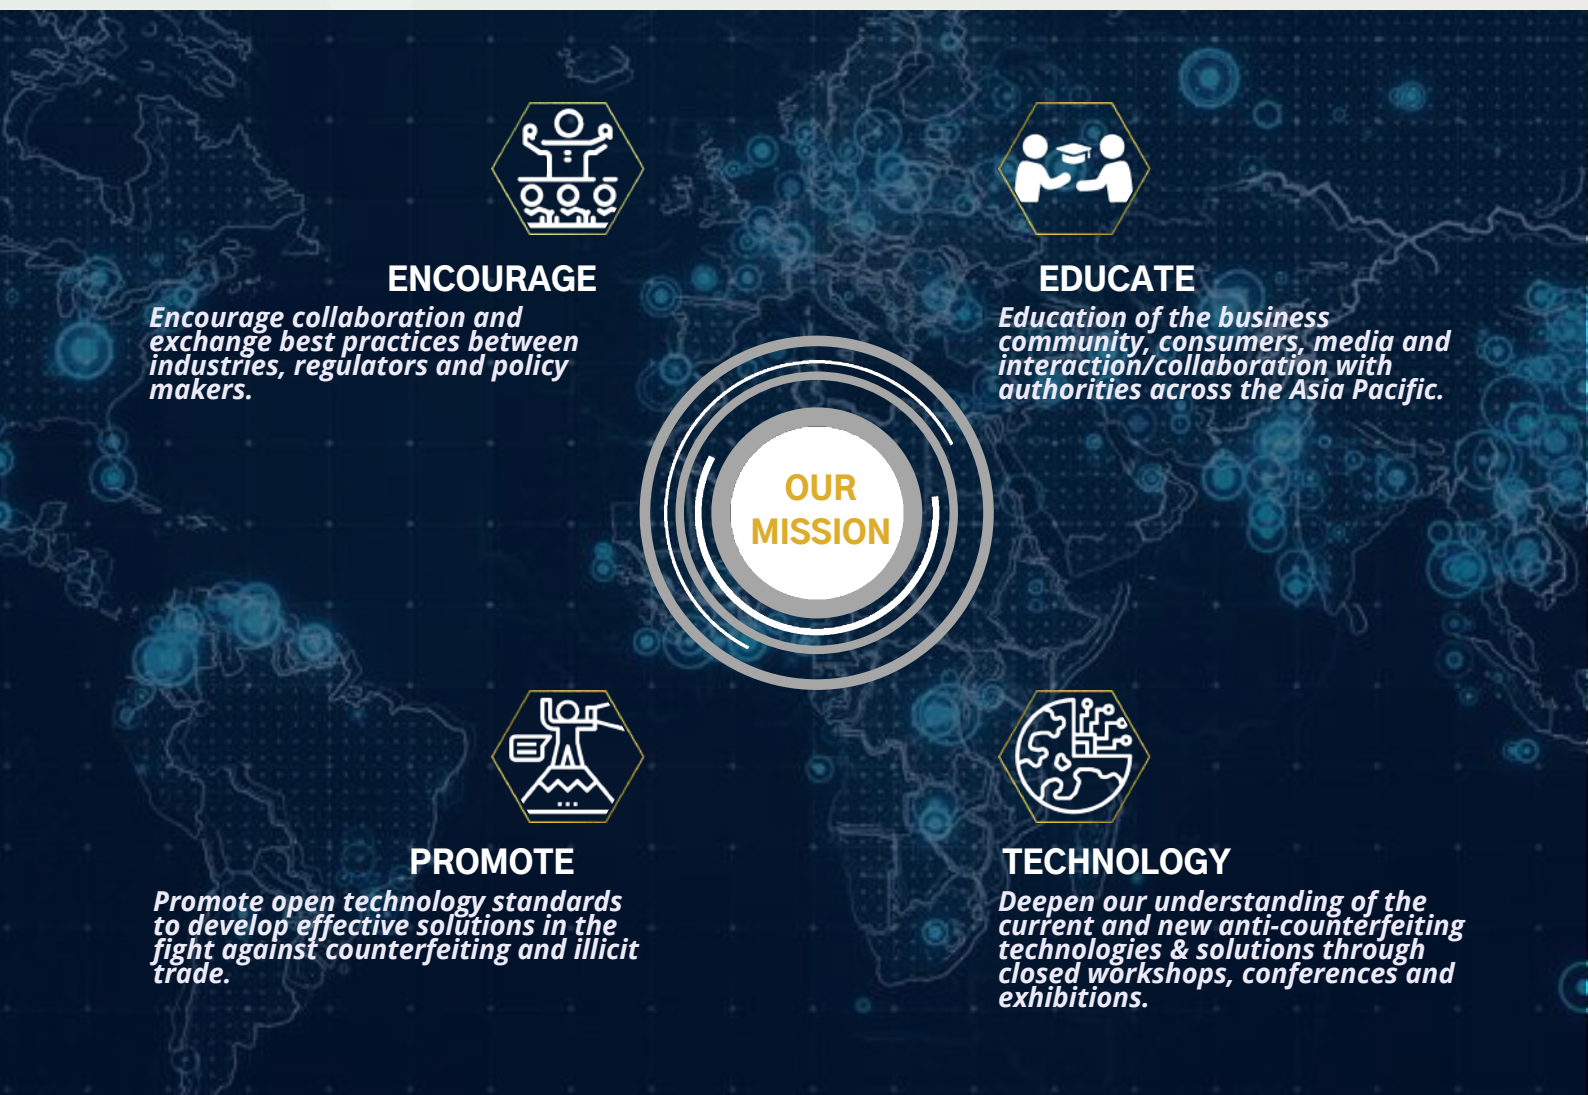 ENCOURAGE
Encourage collaboration and
exchange best practices between
industries, regulators and policy
makers.
EDUCATE
Education of the business
community, consumers, media and
interaction/collaboration with
authorities across the Asia Pacific.
OUR
MISSION
PROMOTE
Promote open technology standards
to develop effective solutions in the
fight against counterfeiting and illicit
trade.
TECHNOLOGY
Deepen our understanding of the
current and new anti-counterfeiting
technologies & solutions through
closed workshops, conferences and
exhibitions.